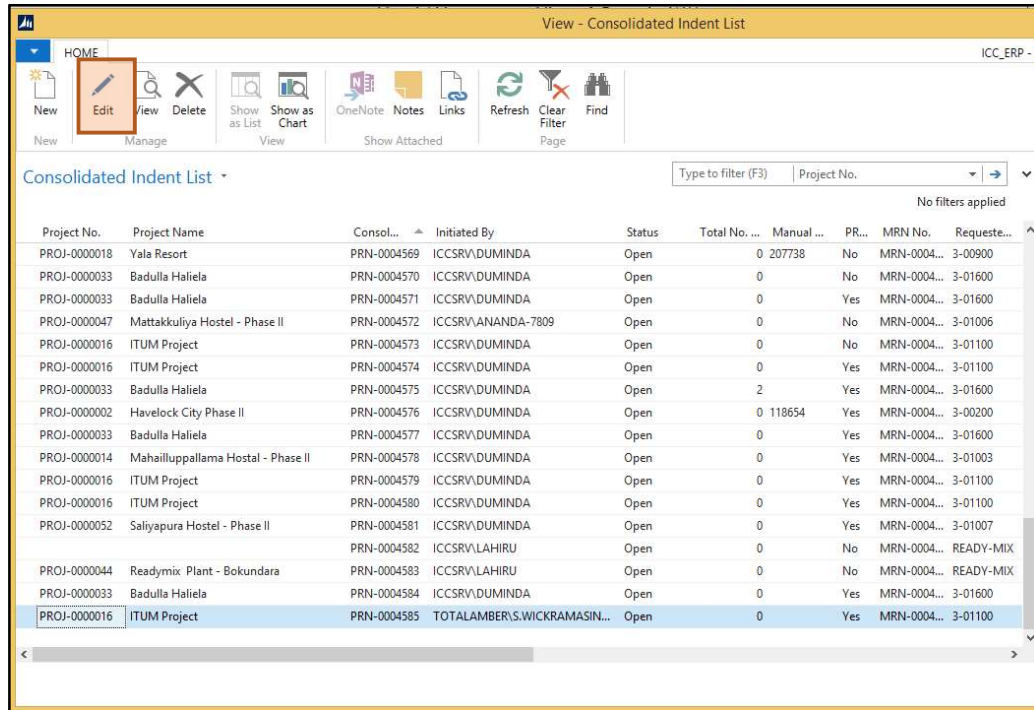 View - Consolidated Indent List
HOME
ICC_ERP -
New Edit View Delete Show as List Show as Chart OneNote Notes Links Refresh Clear Filter Find
New Manage View Show Attached Page
Consolidated Indent List
Type to filter (F3) Project No.
No filters applied
Project No. Project Name Consol... Initiated By Status Total No. ... Manual ... PR... MRN No. Requeste...
PROJ-0000018 Yala Resort PRN-0004569 ICCSRV\DUMINDA Open 0 207738 No MRN-0004... 3-00900
PROJ-0000033 Badulla Haliela PRN-0004570 ICCSRV\DUMINDA Open 0 No MRN-0004... 3-01600
PROJ-0000033 Badulla Haliela PRN-0004571 ICCSRV\DUMINDA Open 0 Yes MRN-0004... 3-01600
PROJ-0000047 Mattakkuliya Hostel - Phase II PRN-0004572 ICCSRV\ANANDA-7809 Open 0 No MRN-0004... 3-01006
PROJ-0000016 ITUM Project PRN-0004573 ICCSRV\DUMINDA Open 0 No MRN-0004... 3-01100
PROJ-0000016 ITUM Project PRN-0004574 ICCSRV\DUMINDA Open 0 Yes MRN-0004... 3-01100
PROJ-0000033 Badulla Haliela PRN-0004575 ICCSRV\DUMINDA Open 2 Yes MRN-0004... 3-01600
PROJ-0000002 Havelock City Phase II PRN-0004576 ICCSRV\DUMINDA Open 0 118654 Yes MRN-0004... 3-00200
PROJ-0000033 Badulla Haliela PRN-0004577 ICCSRV\DUMINDA Open 0 Yes MRN-0004... 3-01600
PROJ-0000014 Mahailluppallama Hostal - Phase II PRN-0004578 ICCSRV\DUMINDA Open 0 Yes MRN-0004... 3-01003
PROJ-0000016 ITUM Project PRN-0004579 ICCSRV\DUMINDA Open 0 Yes MRN-0004... 3-01100
PROJ-0000016 ITUM Project PRN-0004580 ICCSRV\DUMINDA Open 0 Yes MRN-0004... 3-01100
PROJ-0000052 Saliyapura Hostel - Phase II PRN-0004581 ICCSRV\DUMINDA Open 0 Yes MRN-0004... 3-01007
PRN-0004582 ICCSRV\LAHIRU Open 0 No MRN-0004... READY-MIX
PROJ-0000044 Readymix Plant - Bokundara PRN-0004583 ICCSRV\LAHIRU Open 0 No MRN-0004... READY-MIX
PROJ-0000033 Badulla Haliela PRN-0004584 ICCSRV\DUMINDA Open 0 Yes MRN-0004... 3-01600
PROJ-0000016 ITUM Project PRN-0004585 TOTALAMBER\S.WICKRAMASIN... Open 0 Yes MRN-0004... 3-01100